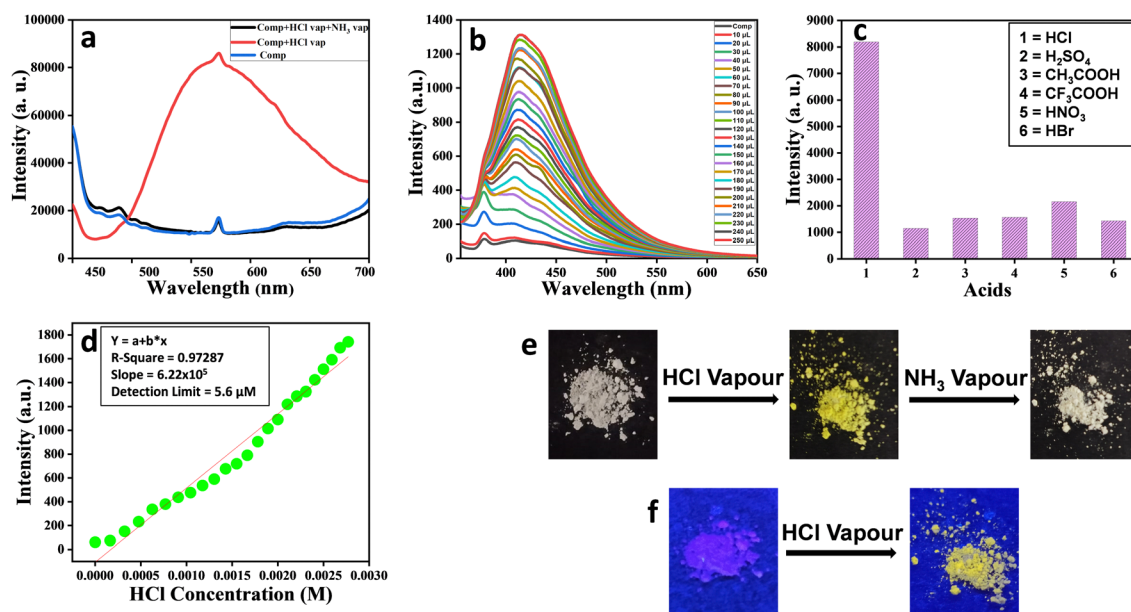 a
Comp+HCl vap+NH3 vap
Comp+HCl vap
Comp
100000
80000
60000
40000
20000
0
Intensity (a. u.)
450 500 550 600 650 700
Wavelength (nm)
b
1400
1200
1000
800
600
400
200
0
Intensity (a.u.)
400 450 500 550 600 650
Wavelength (nm)
Comp
10 µL
20 µL
30 µL
40 µL
50 µL
60 µL
70 µL
80 µL
90 µL
100 µL
110 µL
120 µL
130 µL
140 µL
150 µL
160 µL
170 µL
180 µL
190 µL
200 µL
210 µL
220 µL
230 µL
240 µL
250 µL
c
1 = HCl
2 = H2SO4
3 = CH3COOH
4 = CF3COOH
5 = HNO3
6 = HBr
9000
8000
7000
6000
5000
4000
3000
2000
1000
0
Intensity (a. u.)
1 2 3 4 5 6
Acids
d
Y = a+b*x
R-Square = 0.97287
Slope = 6.22x10⁵
Detection Limit = 5.6 µM
1800
1600
1400
1200
1000
800
600
400
200
0
Intensity (a.u.)
0.0000 0.0005 0.0010 0.0015 0.0020 0.0025 0.0030
HCl Concentration (M)
e
HCl Vapour
NH3 Vapour
f
HCl Vapour